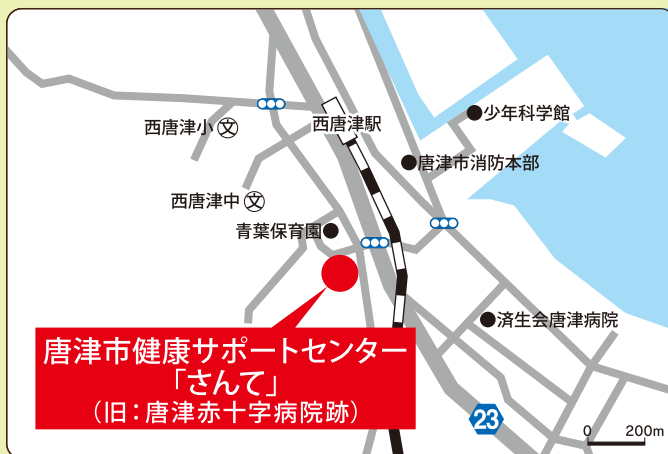 少年科学館
西唐津駅
西唐津小
文
唐津市消防本部
西唐津中
文
青葉保育園
済生会唐津病院
唐津市健康サポートセンター
「さんて」
(旧：唐津赤十字病院跡)
23
0 200m